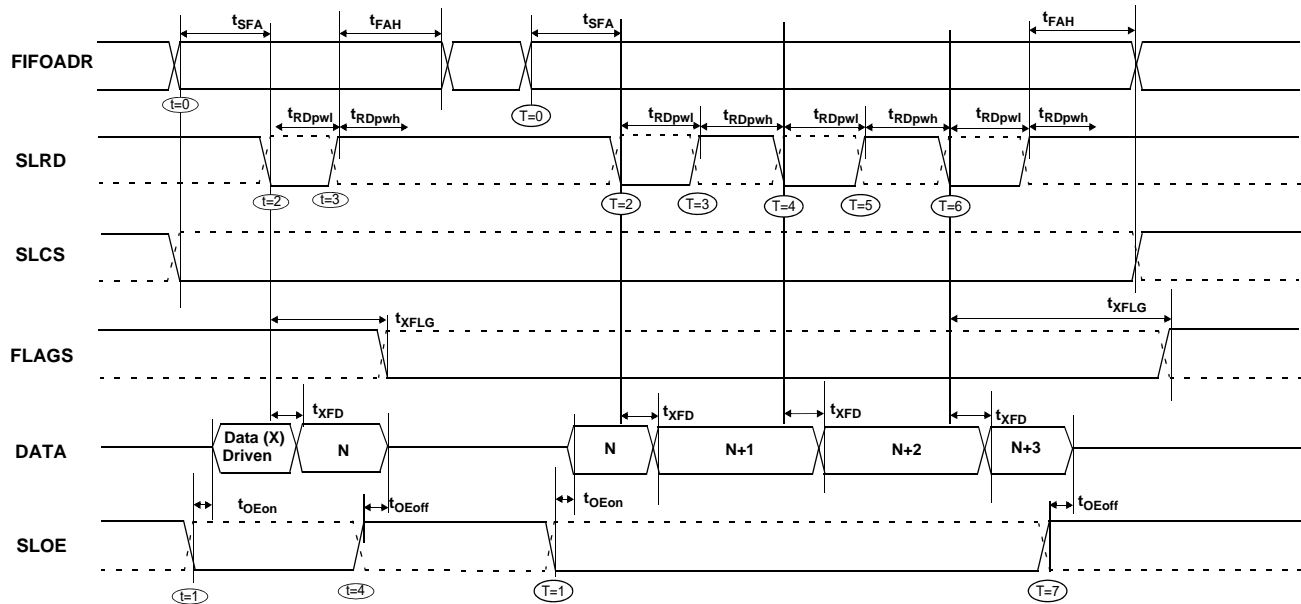 tSFA tRDpwl tFAH tSFA tFAH
FIFOADR
t=0 T=0
tRDpwl tRDpwh tRDpwl tRDpwh tRDpwl tRDpwh tRDpwl tRDpwh
SLRD
t=2 t=3 T=2 T=3 T=4 T=5 T=6
SLCS
tXFLG tXFLG
FLAGS
tXFD tXFD tXFD tXFD
DATA
Data (X)
Driven
N N N+1 N+2 N+3
tOEon tOEoff tOEon tOEoff
SLOE
t=1 t=4 T=1 T=7